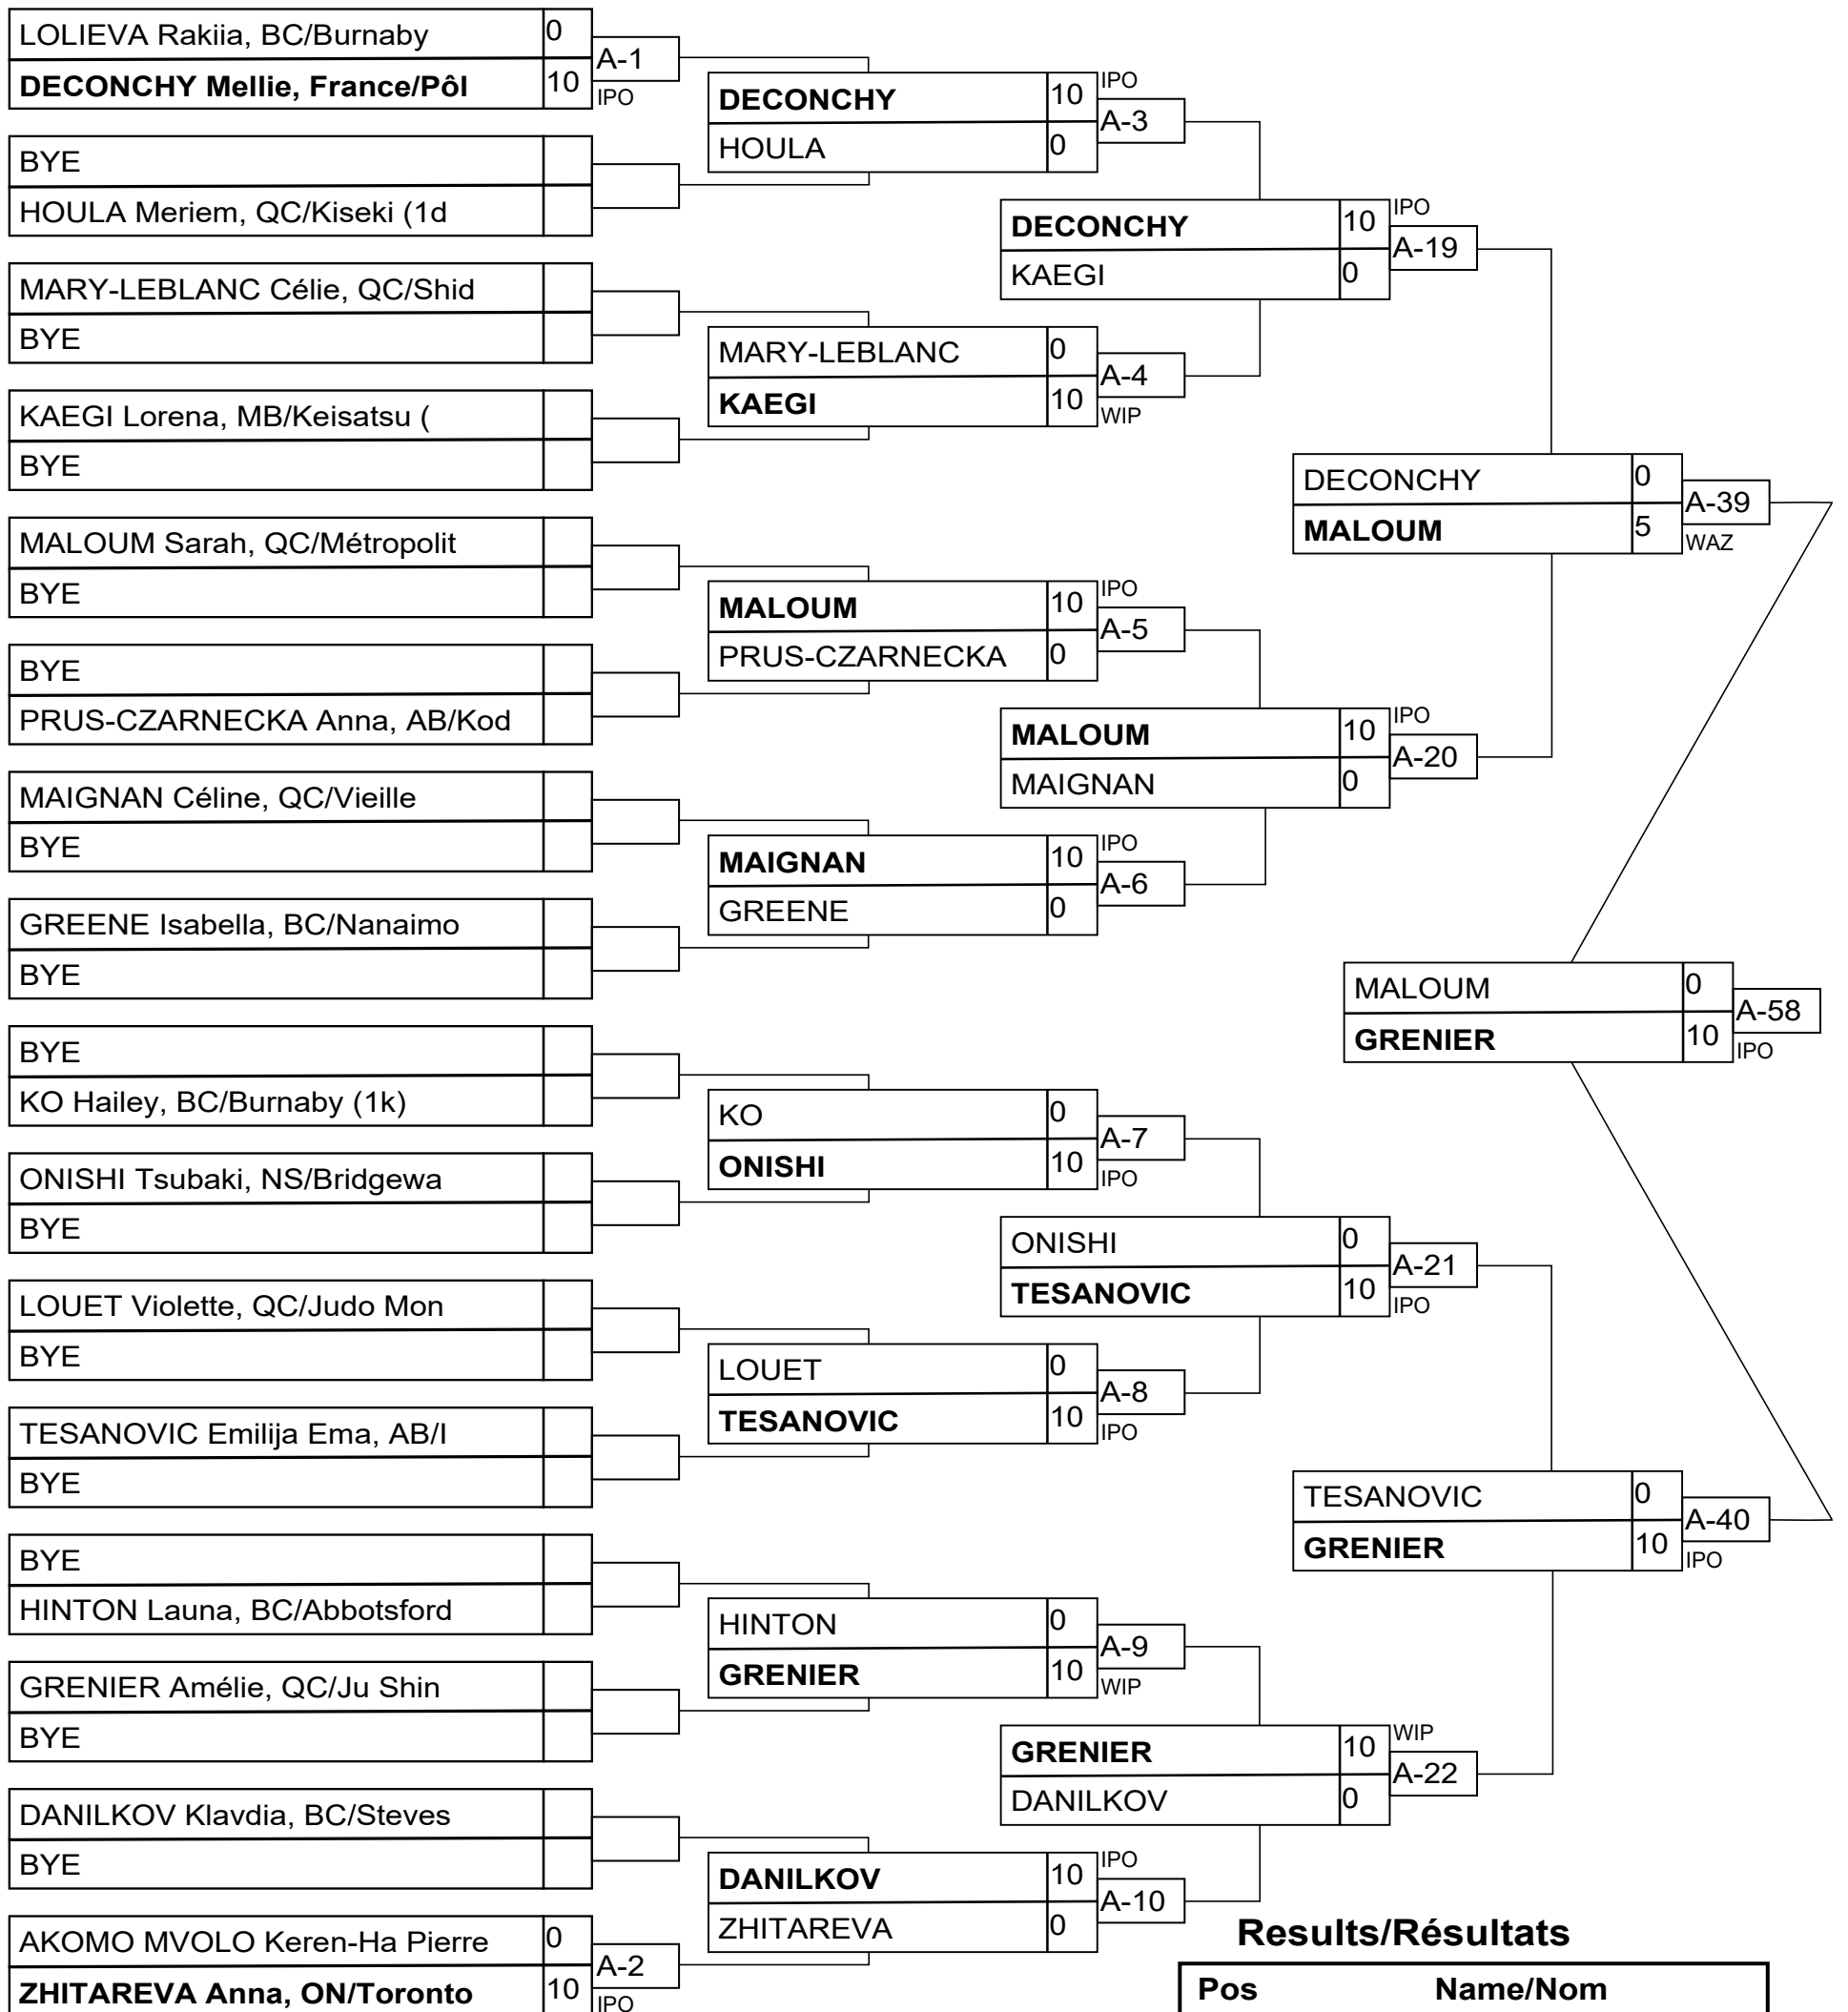 LOLIEVA Rakiia, BC/Burnaby 0
DECONCHY Mellie, France/Pôl 10
A-1
IPO
BYE
HOULA Meriem, QC/Kiseki (1d
MARY-LEBLANC Célie, QC/Shid
BYE
KAEGI Lorena, MB/Keisatsu (
BYE
MALOUM Sarah, QC/Métropolit
BYE
BYE
PRUS-CZARNECKA Anna, AB/Kod
MAIGNAN Céline, QC/Vieille
BYE
GREENE Isabella, BC/Nanaimo
BYE
BYE
KO Hailey, BC/Burnaby (1k)
ONISHI Tsubaki, NS/Bridgewa
BYE
LOUET Violette, QC/Judo Mon
BYE
TESANOVIC Emilija Ema, AB/I
BYE
BYE
HINTON Launa, BC/Abbotsford
GRENIER Amélie, QC/Ju Shin
BYE
DANILKOV Klavdia, BC/Steves
BYE
AKOMO MVOLO Keren-Ha Pierre 0
ZHITAREVA Anna, ON/Toronto 10
A-2
IPO
DECONCHY 10
HOULA 0
IPO
A-3
MARY-LEBLANC 0
KAEGI 10
A-4
WIP
MALOUM 10
PRUS-CZARNECKA 0
IPO
A-5
MAIGNAN 10
GREENE 0
IPO
A-6
KO 0
ONISHI 10
A-7
IPO
LOUET 0
TESANOVIC 10
A-8
IPO
HINTON 0
GRENIER 10
A-9
WIP
DANILKOV 10
ZHITAREVA 0
IPO
A-10
DECONCHY 10
KAEGI 0
IPO
A-19
MALOUM 10
MAIGNAN 0
IPO
A-20
ONISHI 0
TESANOVIC 10
A-21
IPO
GRENIER 10
DANILKOV 0
WIP
A-22
DECONCHY 0
MALOUM 5
A-39
WAZ
TESANOVIC 0
GRENIER 10
A-40
IPO
MALOUM 0
GRENIER 10
A-58
IPO
Results/Résultats
Pos Name/Nom